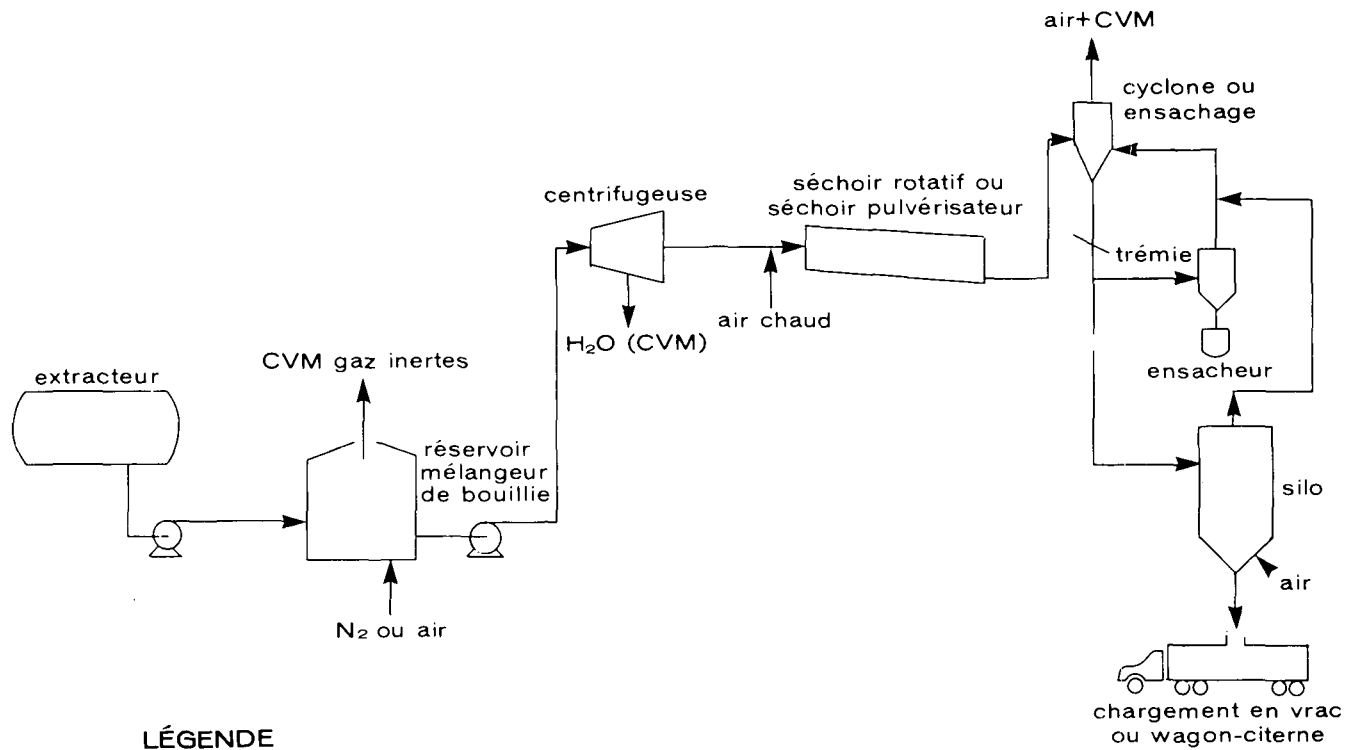 air+CVM
cyclone ou
ensachage
séchoir rotatif ou
séchoir pulvérisateur
centrifugeuse
trémie
air chaud
H₂O (CVM)
CVM gaz inertes
ensacheur
extracteur
réservoir
mélangeur
de bouillie
silo
air
N₂ ou air
chargement en vrac
ou wagon-citerne
LÉGENDE